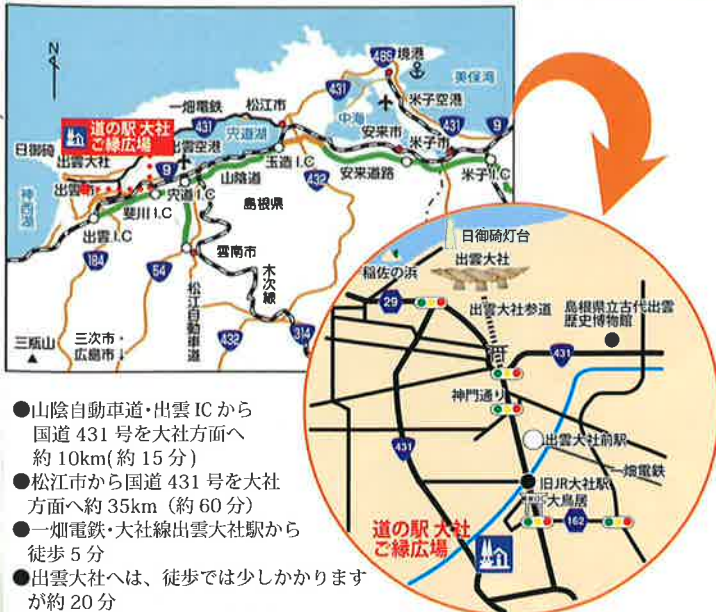 N
486
境港
美保湾
431
米子空港
9
一畑電鉄
松江市
中海
431
431
宍道湖
安来市
米子市
道の駅 大社
ご縁広場
日御碕
出雲大社
出雲空港
9
玉造I.C
米子I.C
出雲市
宍道I.C
山陰道
432
安来道路
神西湖
斐川I.C
島根県
出雲I.C
雲南市
184
54
木次線
松江自動車道
三次市・
広島市
432
314
三瓶山
日御碕灯台
出雲大社
稲佐の浜
29
出雲大社参道
島根県立古代出雲
歴史博物館
431
神門通り
431
出雲大社前駅
一畑電鉄
旧JR大社駅
大鳥居
162
道の駅 大社
ご縁広場
●山陰自動車道・出雲ICから
国道431号を大社方面へ
約10km(約15分)
●松江市から国道431号を大社
方面へ約35km（約60分）
●一畑電鉄・大社線出雲大社駅から
徒歩5分
●出雲大社へは、徒歩では少しかかります
が約20分